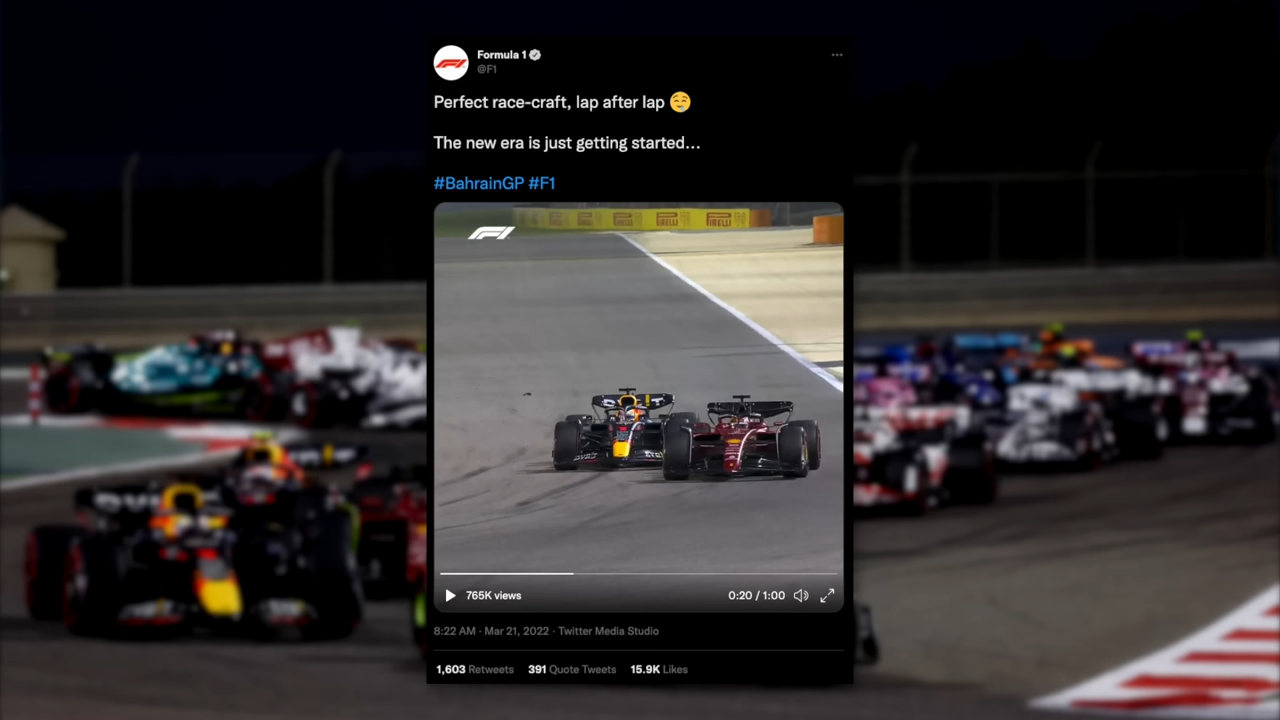 Formula 1
@F1
Perfect race-craft, lap after lap 🤤
The new era is just getting started...
#BahrainGP #F1
PIRELLI PIRELLI PIRELLI
F1
765K views
0:20 / 1:00
8:22 AM · Mar 21, 2022 · Twitter Media Studio
1,603 Retweets 391 Quote Tweets 15.9K Likes